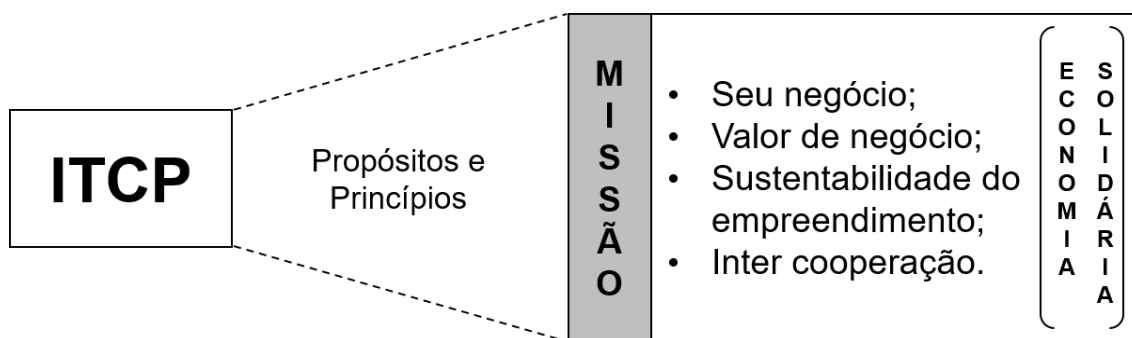 ITCP
Propósitos e
Princípios
MISSÃO
• Seu negócio;
• Valor de negócio;
• Sustentabilidade do
empreendimento;
• Inter cooperação.
ECONOMIA
SOLIDÁRIA